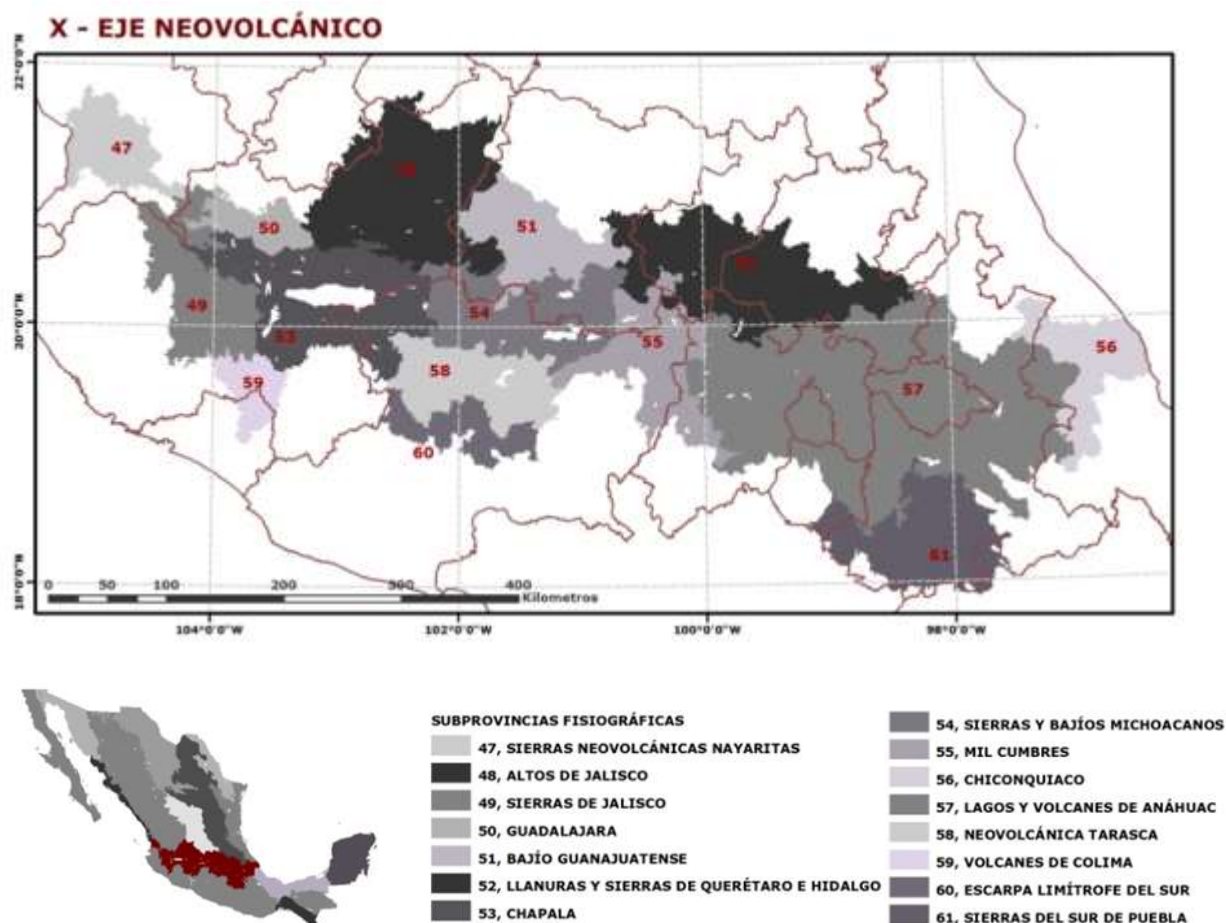 X - EJE NEOVOLCÁNICO
22°0'0"N
20°0'0"N
18°0'0"N
47
48
50
51
52
49
54
53
55
56
58
59
57
60
61
0 50 100 200 300 400
Kilometros
104°0'0"W 102°0'0"W 100°0'0"W 98°0'0"W
SUBPROVINCIAS FISIOGRÁFICAS
47, SIERRAS NEOVOLCÁNICAS NAYARITAS
48, ALTOS DE JALISCO
49, SIERRAS DE JALISCO
50, GUADALAJARA
51, BAJÍO GUANAJUATENSE
52, LLANURAS Y SIERRAS DE QUERÉTARO E HIDALGO
53, CHAPALA
54, SIERRAS Y BAJÍOS MICHOACANOS
55, MIL CUMBRES
56, CHICONQUIACO
57, LAGOS Y VOLCANES DE ANÁHUAC
58, NEOVOLCÁNICA TARASCA
59, VOLCANES DE COLIMA
60, ESCARPA LIMÍTROFE DEL SUR
61, SIERRAS DEL SUR DE PUEBLA